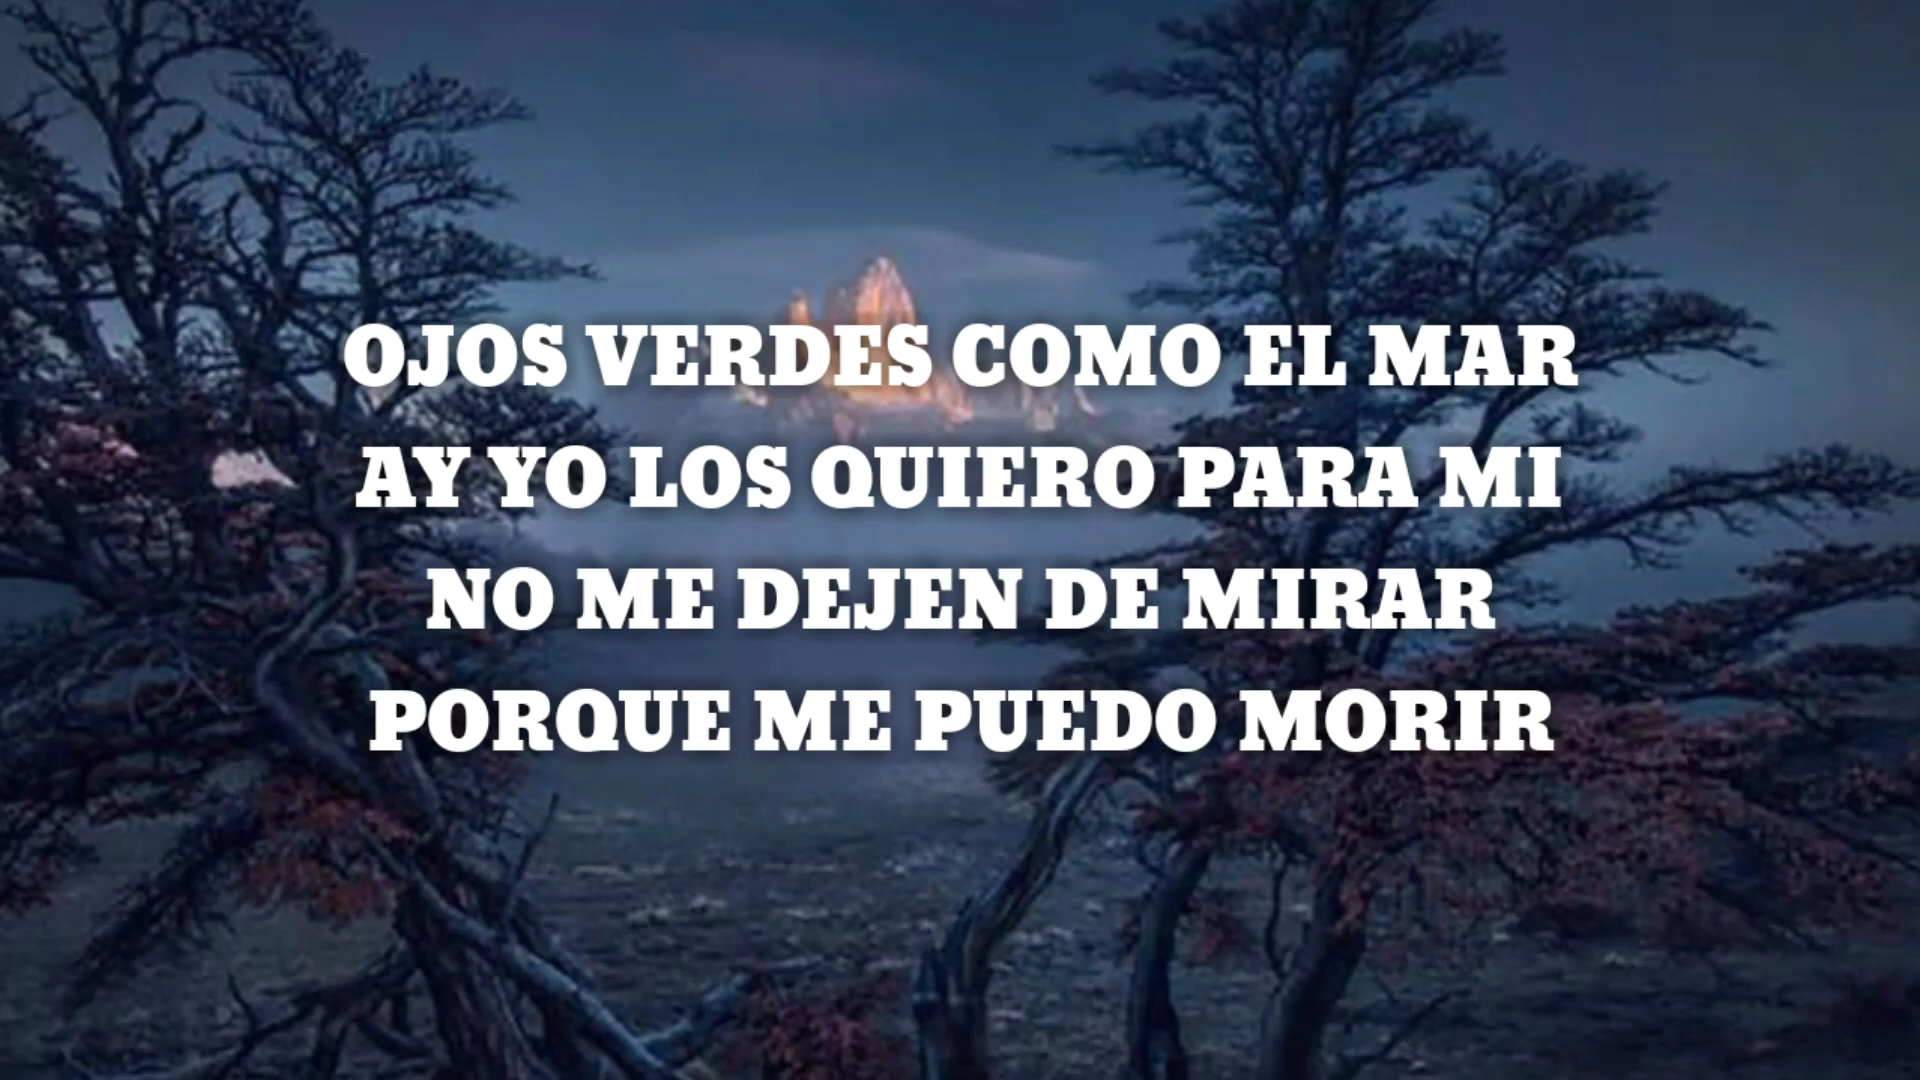 OJOS VERDES COMO EL MAR
AY YO LOS QUIERO PARA MI
NO ME DEJEN DE MIRAR
PORQUE ME PUEDO MORIR